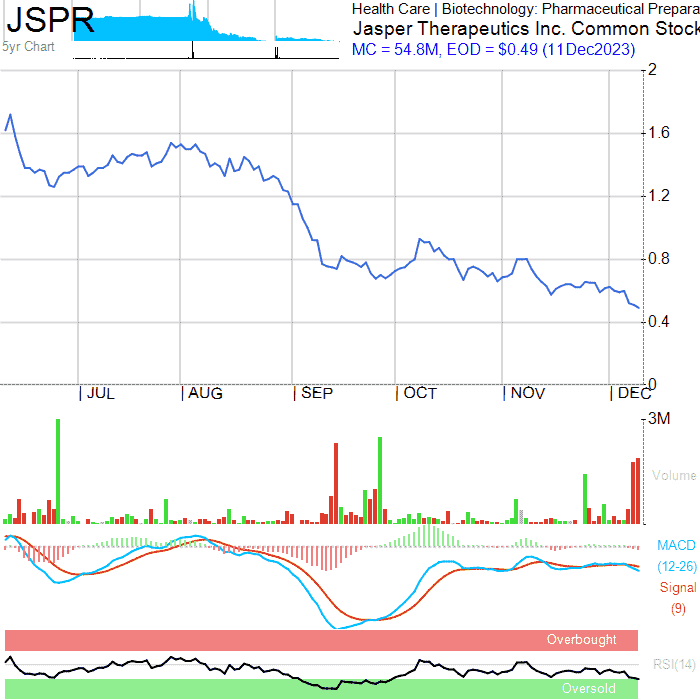 JSPR
5yr Chart
Health Care | Biotechnology: Pharmaceutical Prepara
Jasper Therapeutics Inc. Common Stock
MC = 54.8M, EOD = $0.49 (11Dec2023)
2
1.6
1.2
0.8
0.4
0
| JUL | AUG | SEP | OCT | NOV | DEC
3M
Volume
MACD
(12-26)
Signal
(9)
Overbought
RSI(14)
Oversold